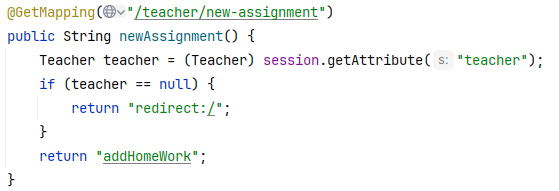 @GetMapping("/teacher/new-assignment")
public String newAssignment() {
    Teacher teacher = (Teacher) session.getAttribute( s: "teacher");
    if (teacher == null) {
        return "redirect:/";
    }
    return "addHomeWork";
}